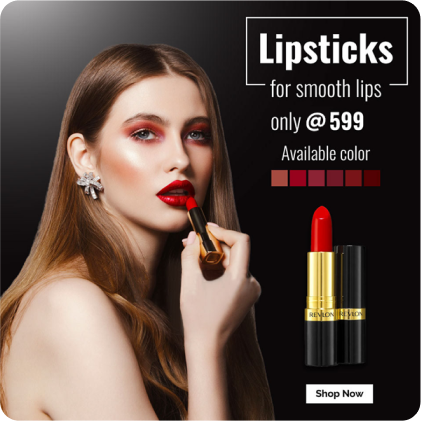 Lipsticks
for smooth lips
only @ 599
Available color
REVLON REVLON
Shop Now